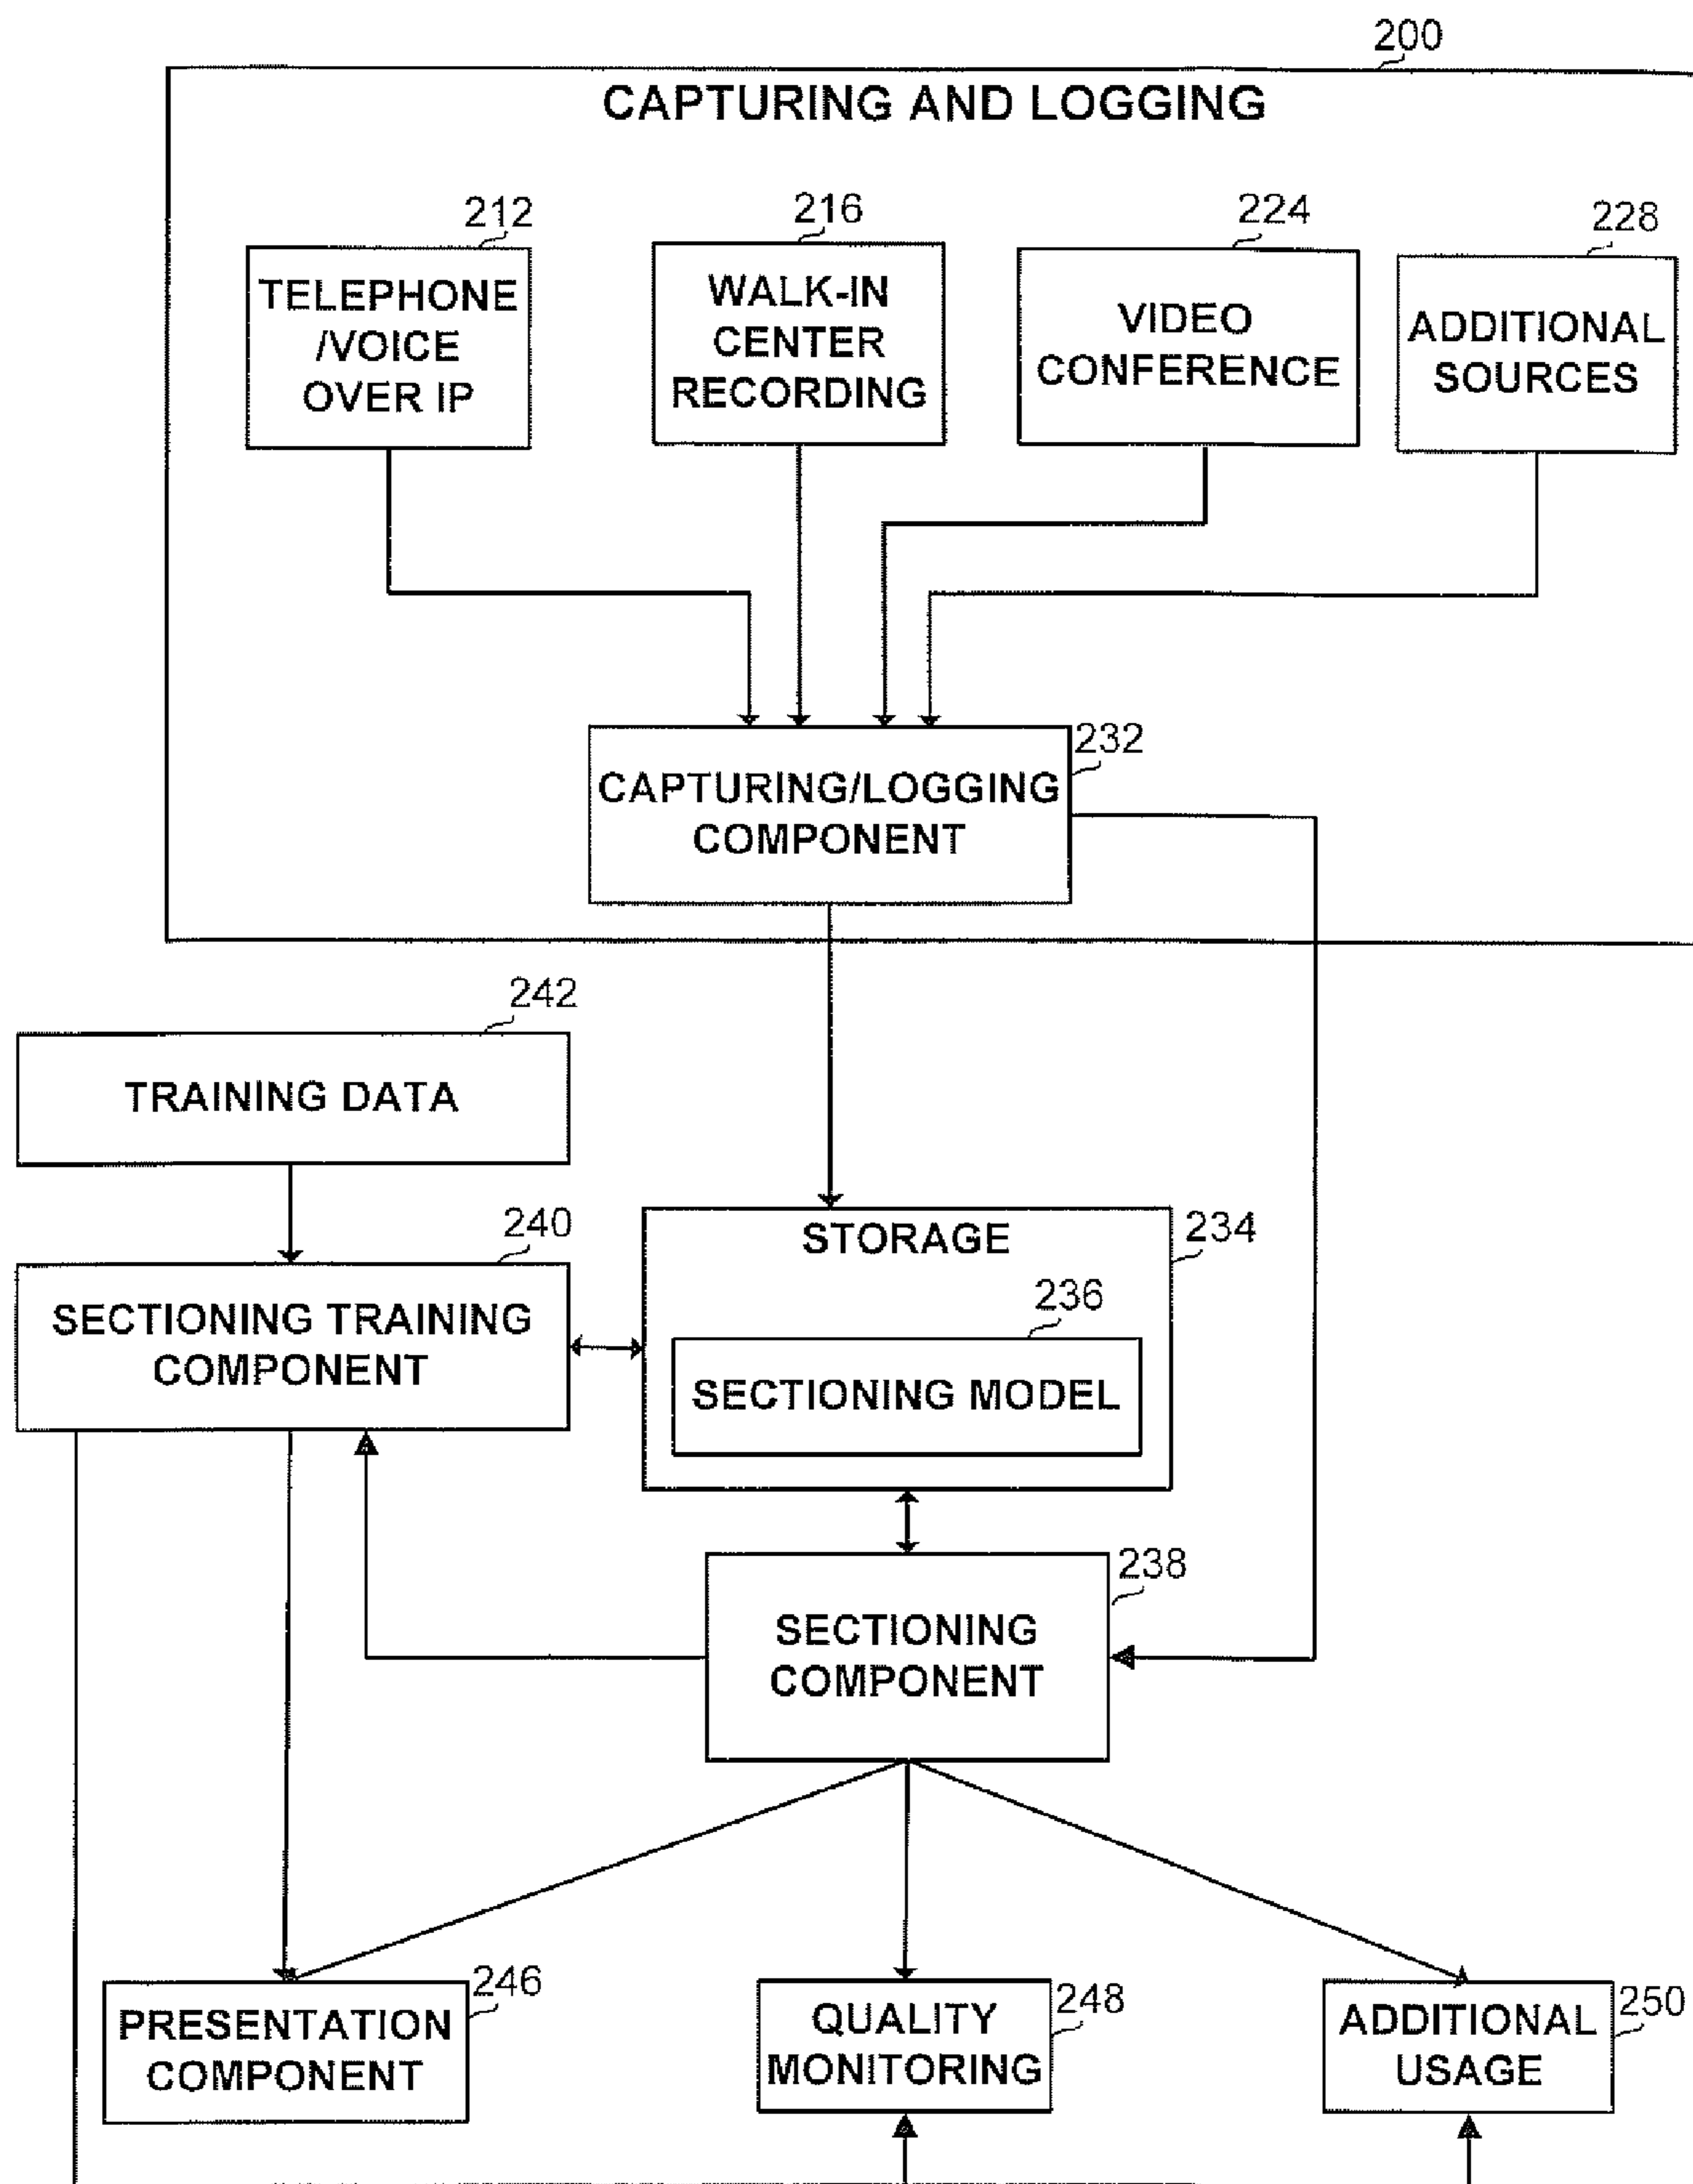 200
CAPTURING AND LOGGING
212
TELEPHONE
/VOICE
OVER IP
216
WALK-IN
CENTER
RECORDING
224
VIDEO
CONFERENCE
228
ADDITIONAL
SOURCES
232
CAPTURING/LOGGING
COMPONENT
242
TRAINING DATA
240
SECTIONING TRAINING
COMPONENT
STORAGE
234
236
SECTIONING MODEL
238
SECTIONING
COMPONENT
246
PRESENTATION
COMPONENT
248
QUALITY
MONITORING
250
ADDITIONAL
USAGE